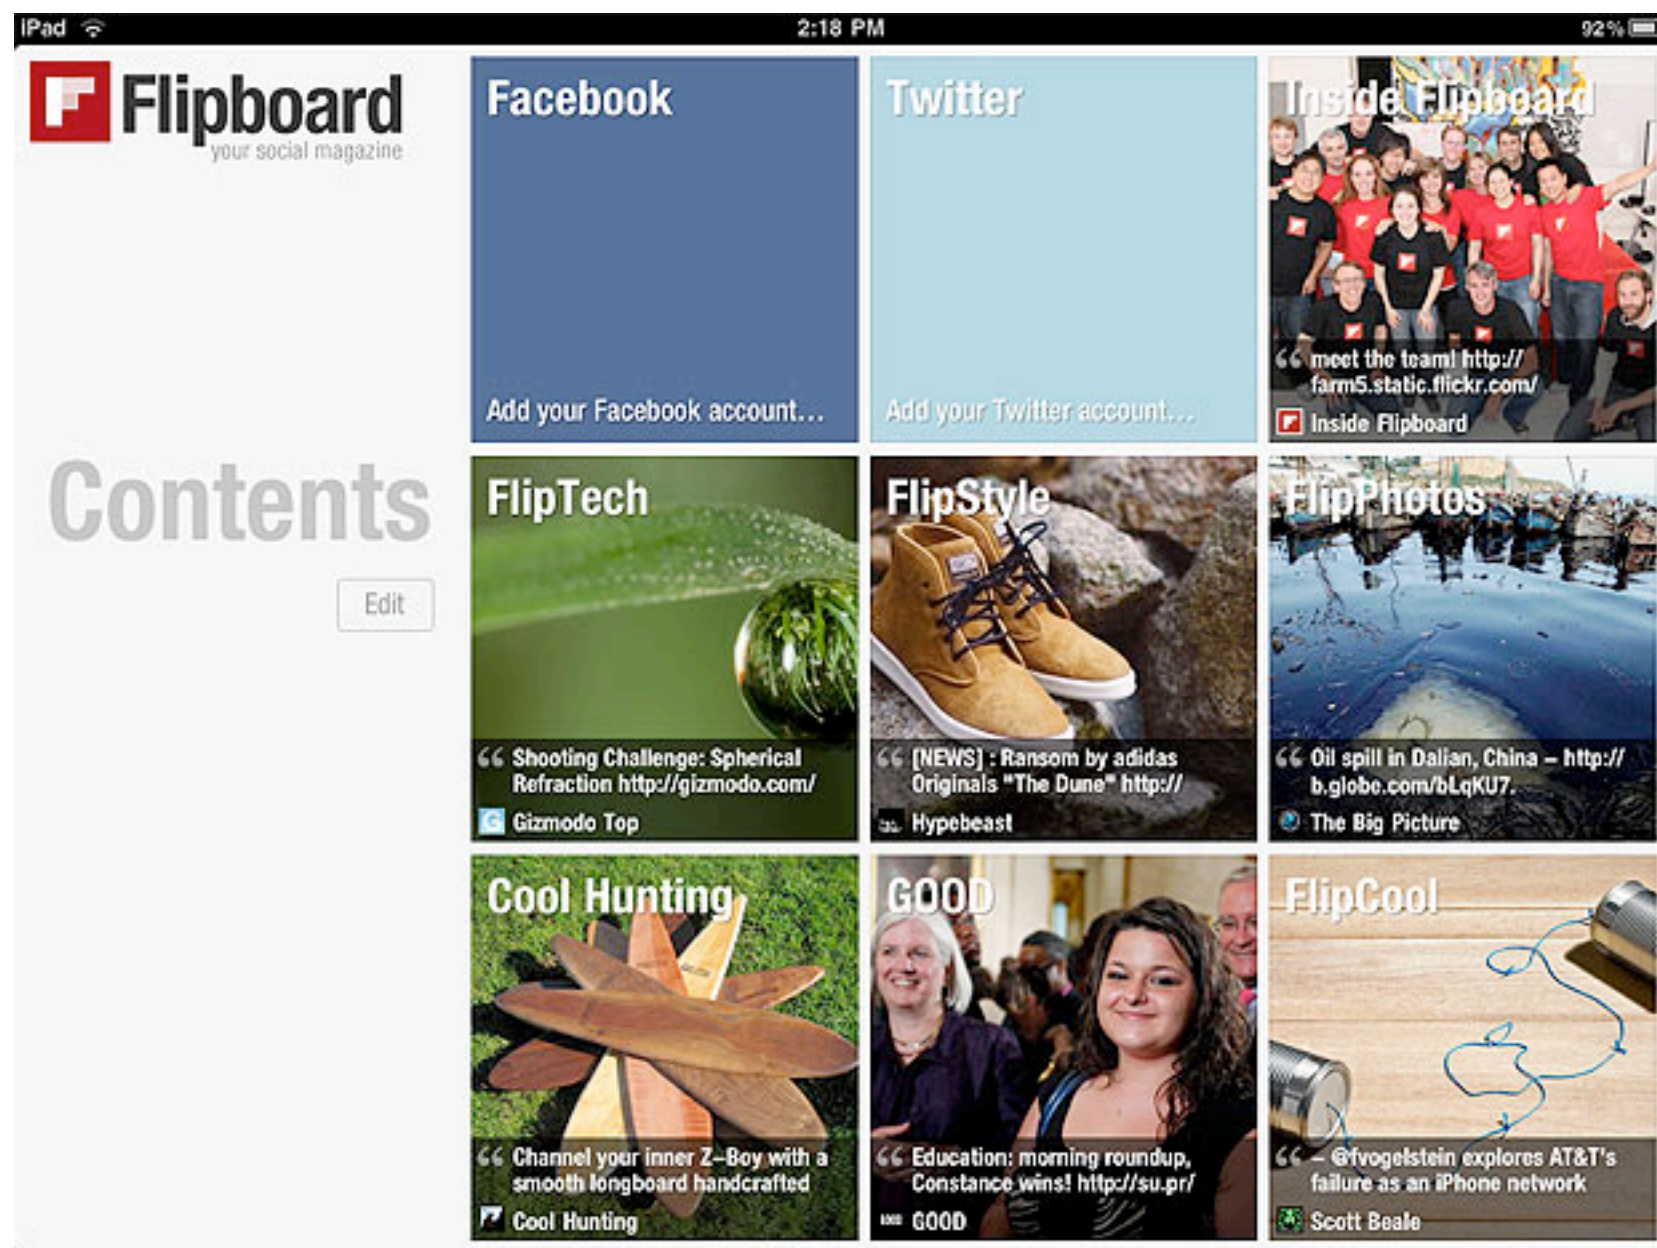 iPad
2:18 PM
92%
Flipboard
your social magazine
Contents
Edit
Facebook
Add your Facebook account...
Twitter
Add your Twitter account...
Inside Flipboard
“ meet the team! http://
farm5.static.flickr.com/
Inside Flipboard
FlipTech
“ Shooting Challenge: Spherical
Refraction http://gizmodo.com/
G Gizmodo Top
FlipStyle
“ [NEWS] : Ransom by adidas
Originals "The Dune" http://
Hypebeast
FlipPhotos
“ Oil spill in Dalian, China – http://
b.globe.com/bLqKU7.
The Big Picture
Cool Hunting
“ Channel your inner Z–Boy with a
smooth longboard handcrafted
Cool Hunting
GOOD
“ Education: morning roundup,
Constance wins! http://su.pr/
GOOD GOOD
FlipCool
“ – @fvogelstein explores AT&T's
failure as an iPhone network
Scott Beale